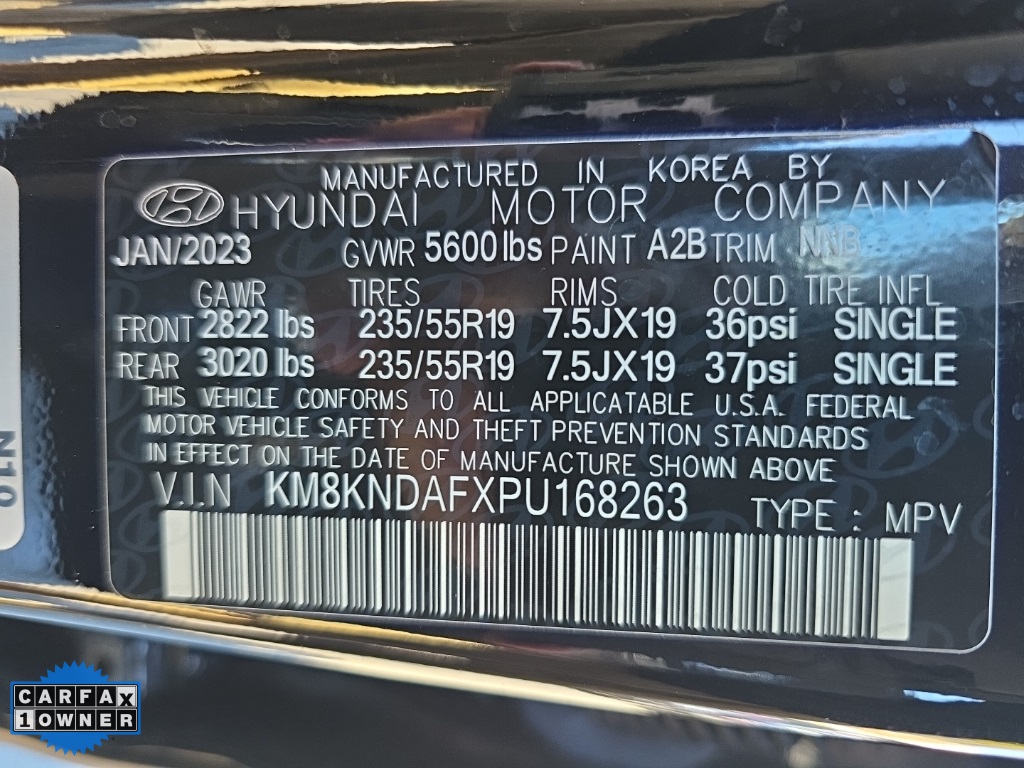 MANUFACTURED IN KOREA BY
HYUNDAI MOTOR COMPANY
JAN/2023 GVWR 5600 lbs PAINT A2B TRIM NNB
GAWR TIRES RIMS COLD TIRE INFL
FRONT 2822 lbs 235/55R19 7.5JX19 36psi SINGLE
REAR 3020 lbs 235/55R19 7.5JX19 37psi SINGLE
THIS VEHICLE CONFORMS TO ALL APPLICATABLE U.S.A. FEDERAL
MOTOR VEHICLE SAFETY AND THEFT PREVENTION STANDARDS
IN EFFECT ON THE DATE OF MANUFACTURE SHOWN ABOVE
V.I.N KM8KNDAFXPU168263 TYPE : MPV
N10
CARFAX
1 OWNER